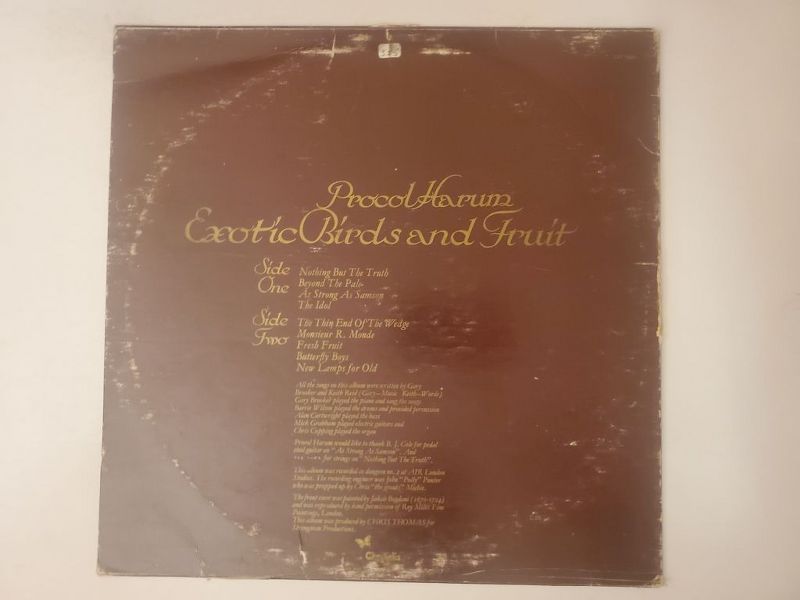 Procol Harum
Exotic Birds and Fruit
Side One
Nothing But The Truth
Beyond The Pale
As Strong As Samson
The Idol
Side Two
The Thin End Of The Wedge
Monsieur R. Monde
Fresh Fruit
Butterfly Boys
New Lamps for Old
All the songs on this album were written by Gary
Brooker and Keith Reid (Gary—Music Keith—Words)
Gary Brooker played the piano and sang the songs
Barrie Wilson played the drums and provided percussion
Alan Cartwright played the bass
Mick Grabham played electric guitars and
Chris Copping played the organ
Procol Harum would like to thank B. J. Cole for pedal
steel guitar on "As Strong As Samson". And
for strings on "Nothing But The Truth".
This album was recorded in dungeon no. 2 at AIR London
Studios. The recording engineer was John "Puffy" Punter
who was propped up by Chris "the great" Michie.
The front cover was painted by Jakob Bogdani (1670-1724)
and was reproduced by kind permission of Roy Miles Fine
Paintings, London.
This album was produced by CHRIS THOMAS for
Strongman Productions.
Chrysalis